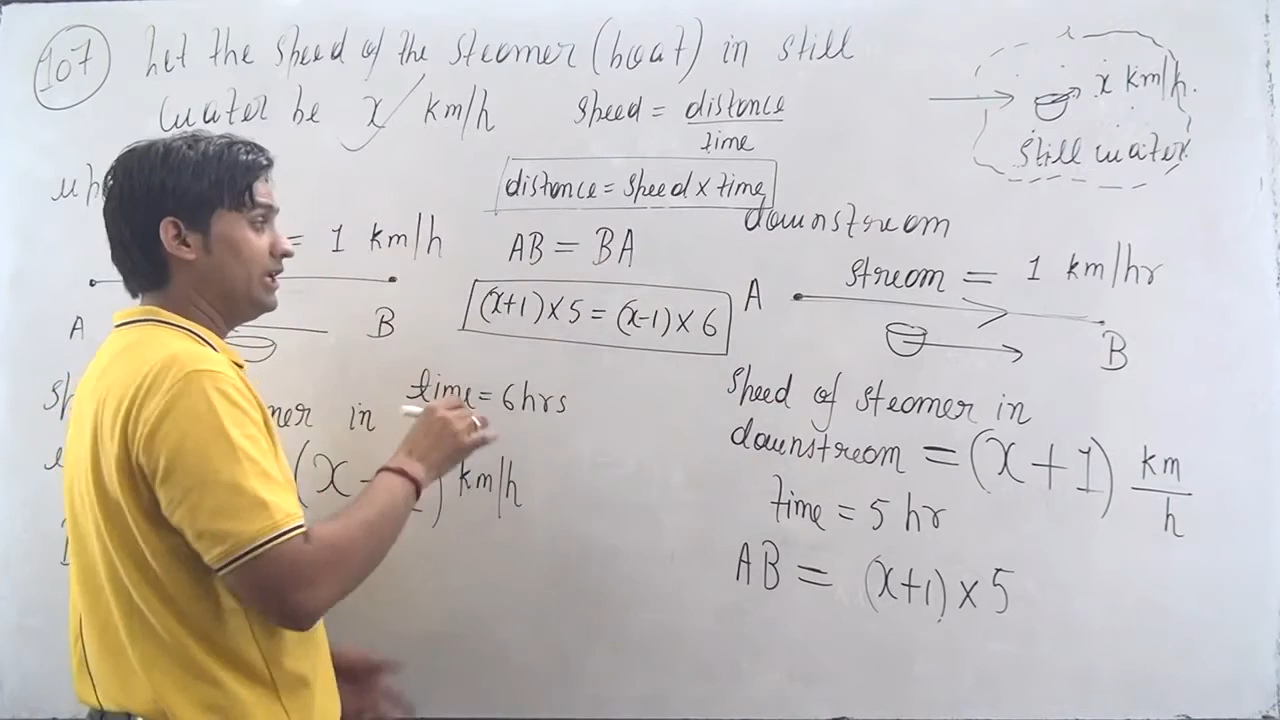 107
Let the speed of the steamer (boat) in still
water be x km/h
speed = distance/time
x km/h.
still water
= 1 km/h
A
B
distance = speed x time
AB = BA
(x+1) x 5 = (x-1) x 6
downstream
stream = 1 km/hr
A
B
in
time = 6 hrs
(x-
km/h
speed of steamer in
downstream = (x+1) km/h
time = 5 hr
AB = (x+1) x 5